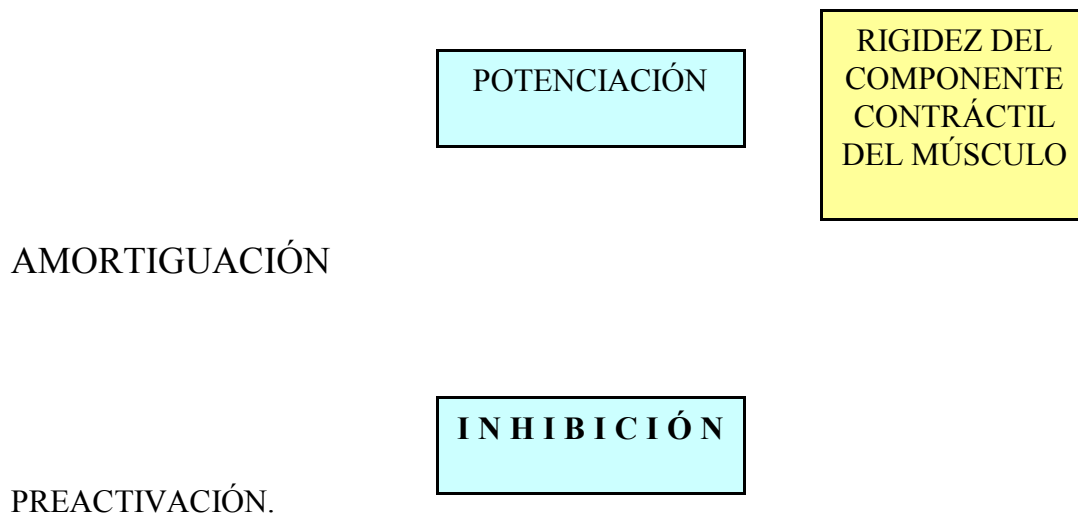 POTENCIACIÓN
RIGIDEZ DEL
COMPONENTE
CONTRÁCTIL
DEL MÚSCULO
AMORTIGUACIÓN
I N H I B I C I Ó N
PREACTIVACIÓN.